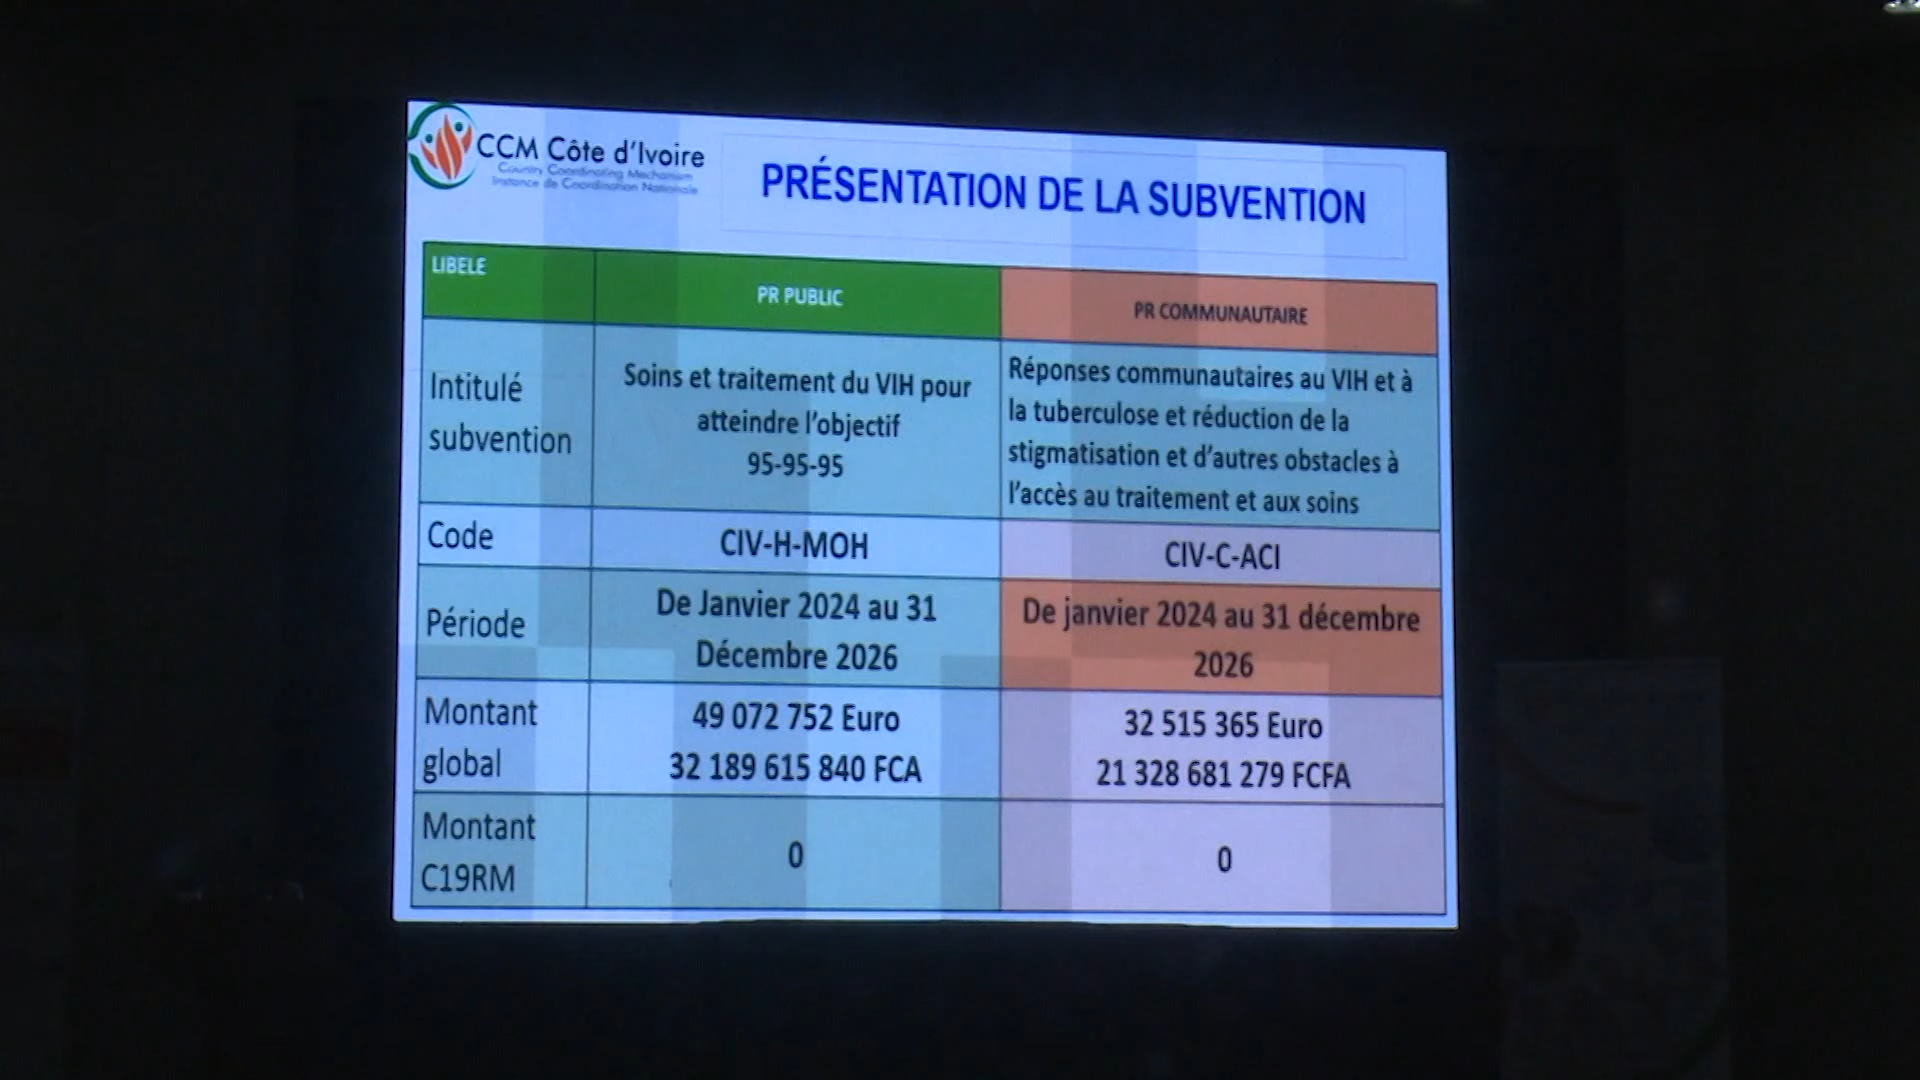 CCM Côte d'Ivoire
Country Coordinating Mechanism
Instance de Coordination Nationale
PRÉSENTATION DE LA SUBVENTION
LIBELE
PR PUBLIC
PR COMMUNAUTAIRE
Intitulé
subvention
Soins et traitement du VIH pour
atteindre l'objectif
95-95-95
Réponses communautaires au VIH et à
la tuberculose et réduction de la
stigmatisation et d'autres obstacles à
l'accès au traitement et aux soins
Code
CIV-H-MOH
CIV-C-ACI
Période
De Janvier 2024 au 31
Décembre 2026
De janvier 2024 au 31 décembre
2026
Montant
global
49 072 752 Euro
32 189 615 840 FCA
32 515 365 Euro
21 328 681 279 FCFA
Montant
C19RM
0
0